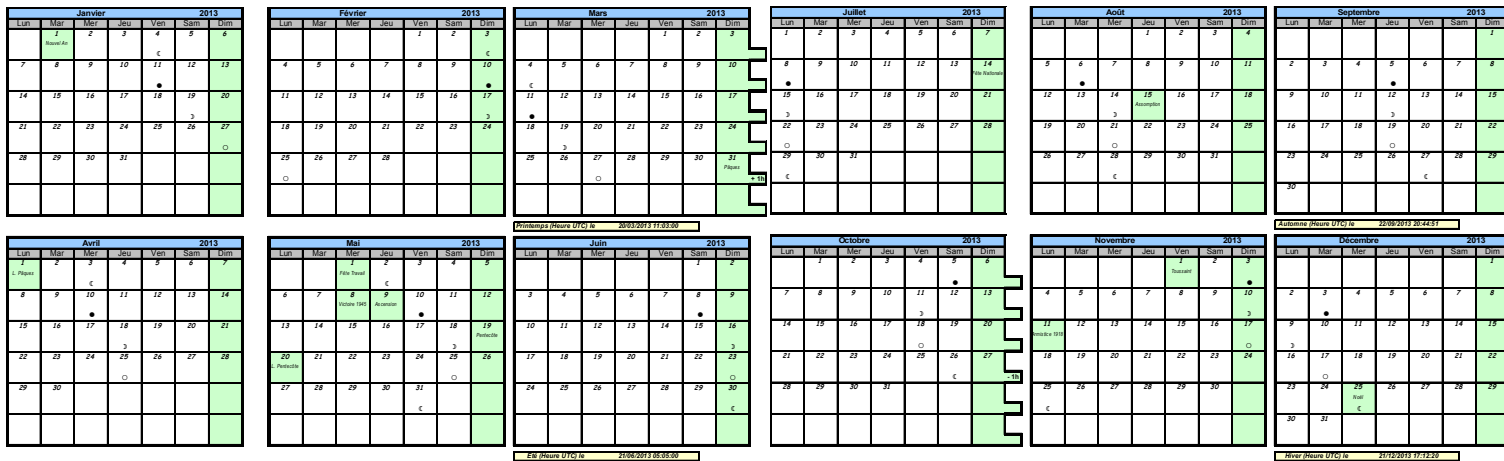 Janvier 2013
Lun Mar Mer Jeu Ven Sam Dim
1 2 3 4 5 6
Nouvel An
7 8 9 10 11 12 13
14 15 16 17 18 19 20
21 22 23 24 25 26 27
28 29 30 31
Février 2013
Lun Mar Mer Jeu Ven Sam Dim
1 2 3
4 5 6 7 8 9 10
11 12 13 14 15 16 17
18 19 20 21 22 23 24
25 26 27 28
Mars 2013
Lun Mar Mer Jeu Ven Sam Dim
1 2 3
4 5 6 7 8 9 10
11 12 13 14 15 16 17
18 19 20 21 22 23 24
25 26 27 28 29 30 31
Pâques
+ 1h
Printemps (Heure UTC) le 20/03/2013 11:03:00
Juillet 2013
Lun Mar Mer Jeu Ven Sam Dim
1 2 3 4 5 6 7
8 9 10 11 12 13 14
Fête Nationale
15 16 17 18 19 20 21
22 23 24 25 26 27 28
29 30 31
Août 2013
Lun Mar Mer Jeu Ven Sam Dim
1 2 3 4
5 6 7 8 9 10 11
12 13 14 15 16 17 18
Assomption
19 20 21 22 23 24 25
26 27 28 29 30 31
Septembre 2013
Lun Mar Mer Jeu Ven Sam Dim
1
2 3 4 5 6 7 8
9 10 11 12 13 14 15
16 17 18 19 20 21 22
23 24 25 26 27 28 29
30
Automne (Heure UTC) le 22/09/2013 20:44:51
Avril 2013
Lun Mar Mer Jeu Ven Sam Dim
1 2 3 4 5 6 7
L. Pâques
8 9 10 11 12 13 14
15 16 17 18 19 20 21
22 23 24 25 26 27 28
29 30
Mai 2013
Lun Mar Mer Jeu Ven Sam Dim
1 2 3 4 5
Fête Travail
6 7 8 9 10 11 12
Victoire 1945 Ascension
13 14 15 16 17 18 19
Pentecôte
20 21 22 23 24 25 26
L. Pentecôte
27 28 29 30 31
Juin 2013
Lun Mar Mer Jeu Ven Sam Dim
1 2
3 4 5 6 7 8 9
10 11 12 13 14 15 16
17 18 19 20 21 22 23
24 25 26 27 28 29 30
Eté (Heure UTC) le 21/06/2013 05:05:00
Octobre 2013
Lun Mar Mer Jeu Ven Sam Dim
1 2 3 4 5 6
7 8 9 10 11 12 13
14 15 16 17 18 19 20
21 22 23 24 25 26 27
- 1h
28 29 30 31
Novembre 2013
Lun Mar Mer Jeu Ven Sam Dim
1 2 3
Toussaint
4 5 6 7 8 9 10
11 12 13 14 15 16 17
rmistice 1918
18 19 20 21 22 23 24
25 26 27 28 29 30
Décembre 2013
Lun Mar Mer Jeu Ven Sam Dim
1
2 3 4 5 6 7 8
9 10 11 12 13 14 15
16 17 18 19 20 21 22
23 24 25 26 27 28 29
Noël
30 31
Hiver (Heure UTC) le 21/12/2013 17:12:20